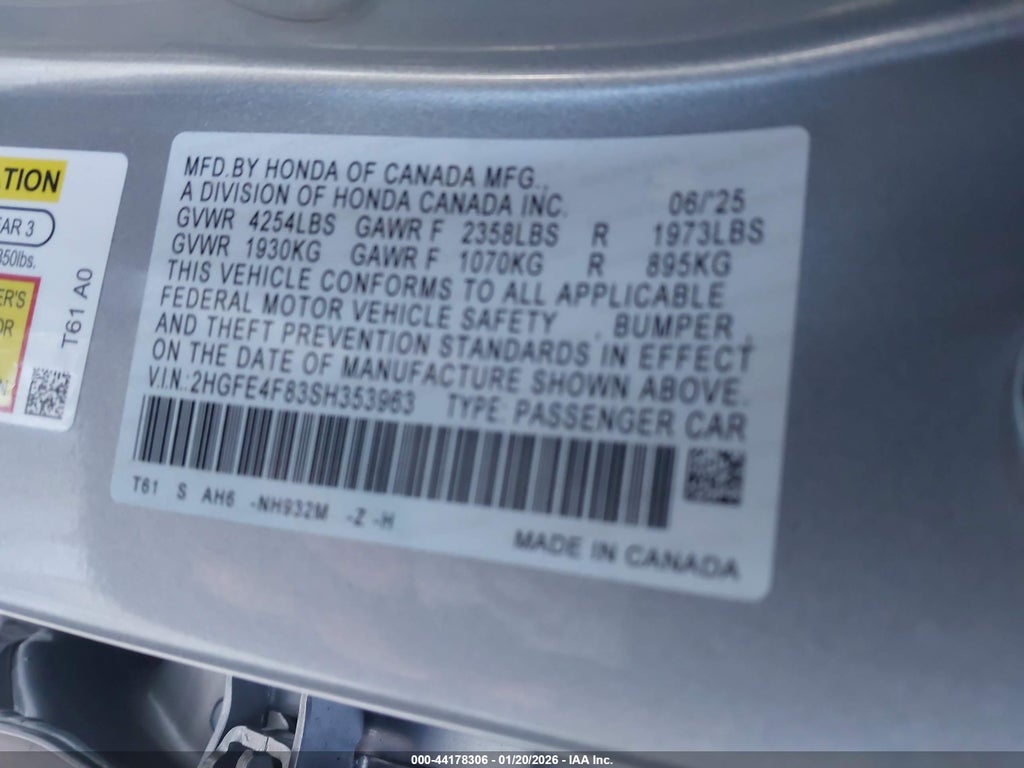 MFD.BY HONDA OF CANADA MFG.,
A DIVISION OF HONDA CANADA INC. 06/'25
GVWR 4254LBS GAWR F 2358LBS R 1973LBS
GVWR 1930KG GAWR F 1070KG R 895KG
THIS VEHICLE CONFORMS TO ALL APPLICABLE
FEDERAL MOTOR VEHICLE SAFETY , BUMPER ,
AND THEFT PREVENTION STANDARDS IN EFFECT
ON THE DATE OF MANUFACTURE SHOWN ABOVE.
V.I.N.:2HGFE4F83SH353963 TYPE: PASSENGER CAR
T61 S AH6 -NH932M -Z -H
MADE IN CANADA
TION
EAR 3
350lbs.
ER'S
OR
N
T61 A0
000-44178306 - 01/20/2026 - IAA Inc.